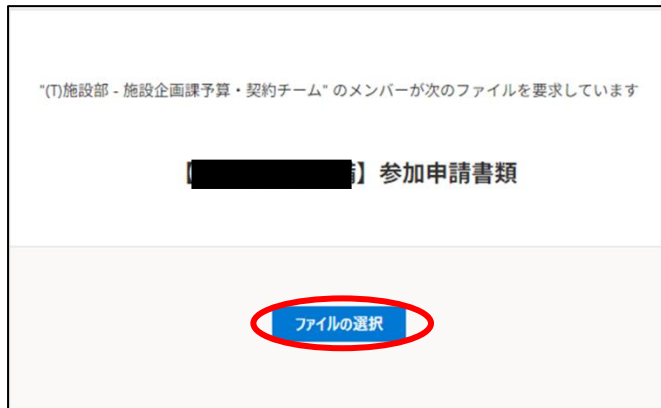 "(T)施設部 - 施設企画課予算・契約チーム" のメンバーが次のファイルを要求しています
【 】参加申請書類
ファイルの選択